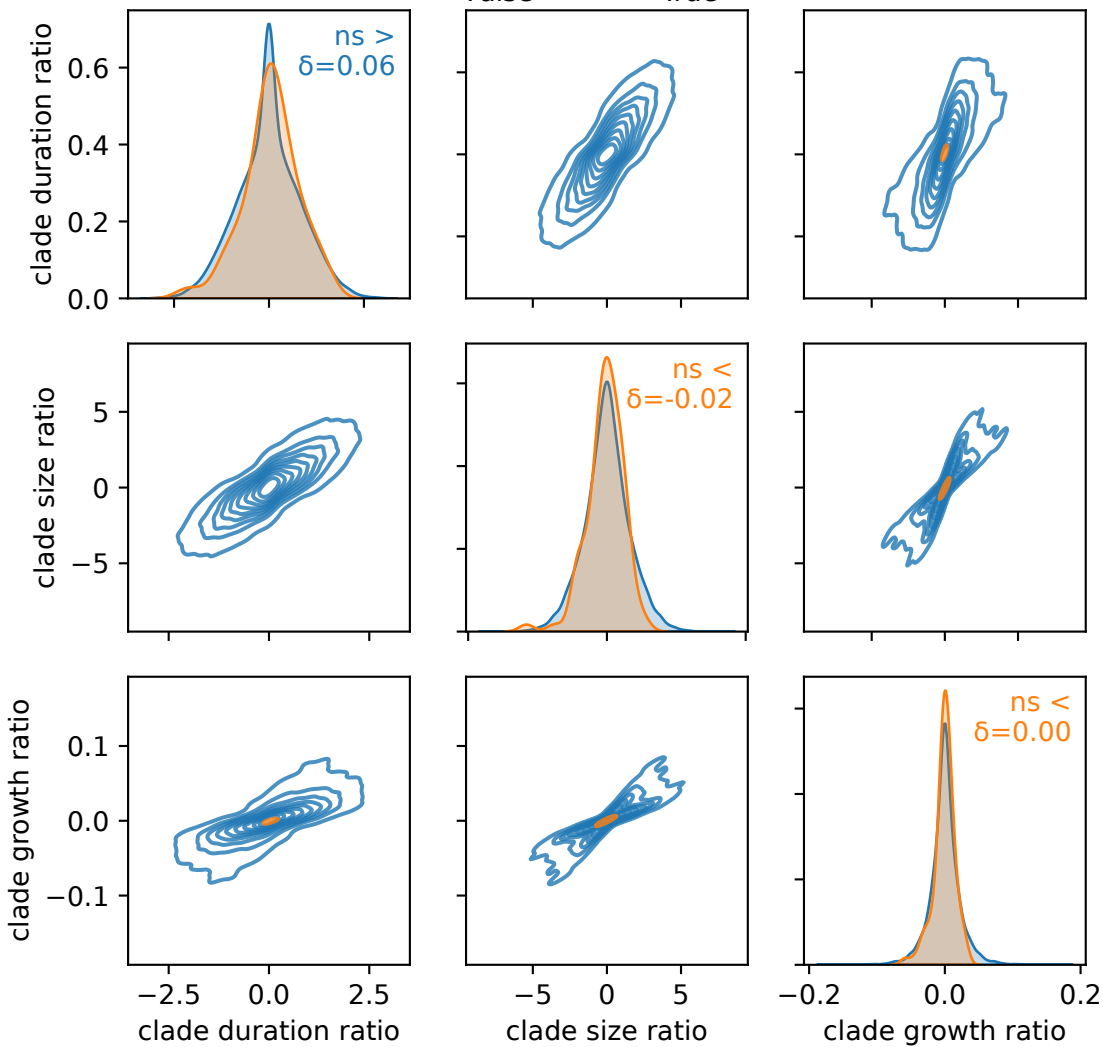 clade duration ratio
0.6
0.4
0.2
0.0
ns >
δ=0.06
clade size ratio
5
0
−5
ns <
δ=-0.02
clade growth ratio
0.1
0.0
−0.1
ns <
δ=0.00
−2.5 0.0 2.5
−5 0 5
−0.2 0.0 0.2
clade duration ratio
clade size ratio
clade growth ratio